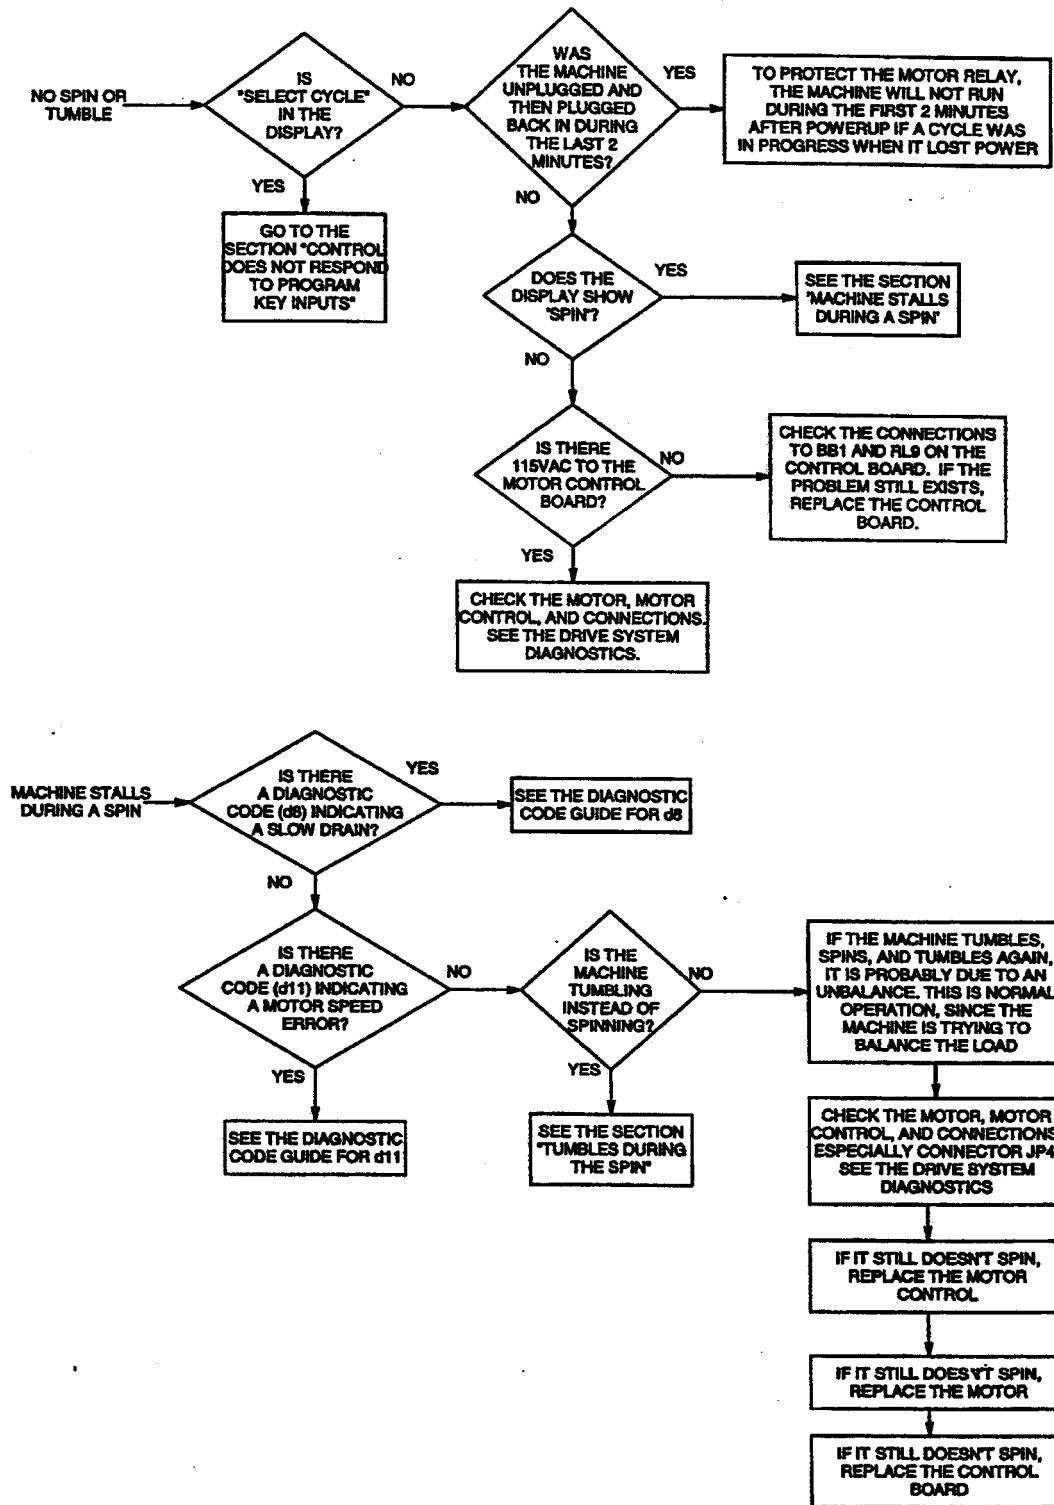 NO SPIN OR
TUMBLE
IS
"SELECT CYCLE"
IN THE
DISPLAY?
NO
YES
GO TO THE
SECTION "CONTROL
DOES NOT RESPOND
TO PROGRAM
KEY INPUTS"
WAS
THE MACHINE
UNPLUGGED AND
THEN PLUGGED
BACK IN DURING
THE LAST 2
MINUTES?
YES
TO PROTECT THE MOTOR RELAY,
THE MACHINE WILL NOT RUN
DURING THE FIRST 2 MINUTES
AFTER POWERUP IF A CYCLE WAS
IN PROGRESS WHEN IT LOST POWER
NO
DOES THE
DISPLAY SHOW
"SPIN"?
YES
SEE THE SECTION
"MACHINE STALLS
DURING A SPIN"
NO
IS THERE
115VAC TO THE
MOTOR CONTROL
BOARD?
NO
CHECK THE CONNECTIONS
TO BB1 AND RL9 ON THE
CONTROL BOARD. IF THE
PROBLEM STILL EXISTS,
REPLACE THE CONTROL
BOARD.
YES
CHECK THE MOTOR, MOTOR
CONTROL, AND CONNECTIONS.
SEE THE DRIVE SYSTEM
DIAGNOSTICS.
MACHINE STALLS
DURING A SPIN
IS THERE
A DIAGNOSTIC
CODE (d6) INDICATING
A SLOW DRAIN?
YES
SEE THE DIAGNOSTIC
CODE GUIDE FOR d6
NO
IS THERE
A DIAGNOSTIC
CODE (d11) INDICATING
A MOTOR SPEED
ERROR?
YES
SEE THE DIAGNOSTIC
CODE GUIDE FOR d11
NO
IS THE
MACHINE
TUMBLING
INSTEAD OF
SPINNING?
YES
SEE THE SECTION
"TUMBLES DURING
THE SPIN"
NO
IF THE MACHINE TUMBLES,
SPINS, AND TUMBLES AGAIN,
IT IS PROBABLY DUE TO AN
UNBALANCE. THIS IS NORMAL
OPERATION, SINCE THE
MACHINE IS TRYING TO
BALANCE THE LOAD
CHECK THE MOTOR, MOTOR
CONTROL, AND CONNECTIONS
ESPECIALLY CONNECTOR JP4
SEE THE DRIVE SYSTEM
DIAGNOSTICS
IF IT STILL DOESN'T SPIN,
REPLACE THE MOTOR
CONTROL
IF IT STILL DOESN'T SPIN,
REPLACE THE MOTOR
IF IT STILL DOESN'T SPIN,
REPLACE THE CONTROL
BOARD